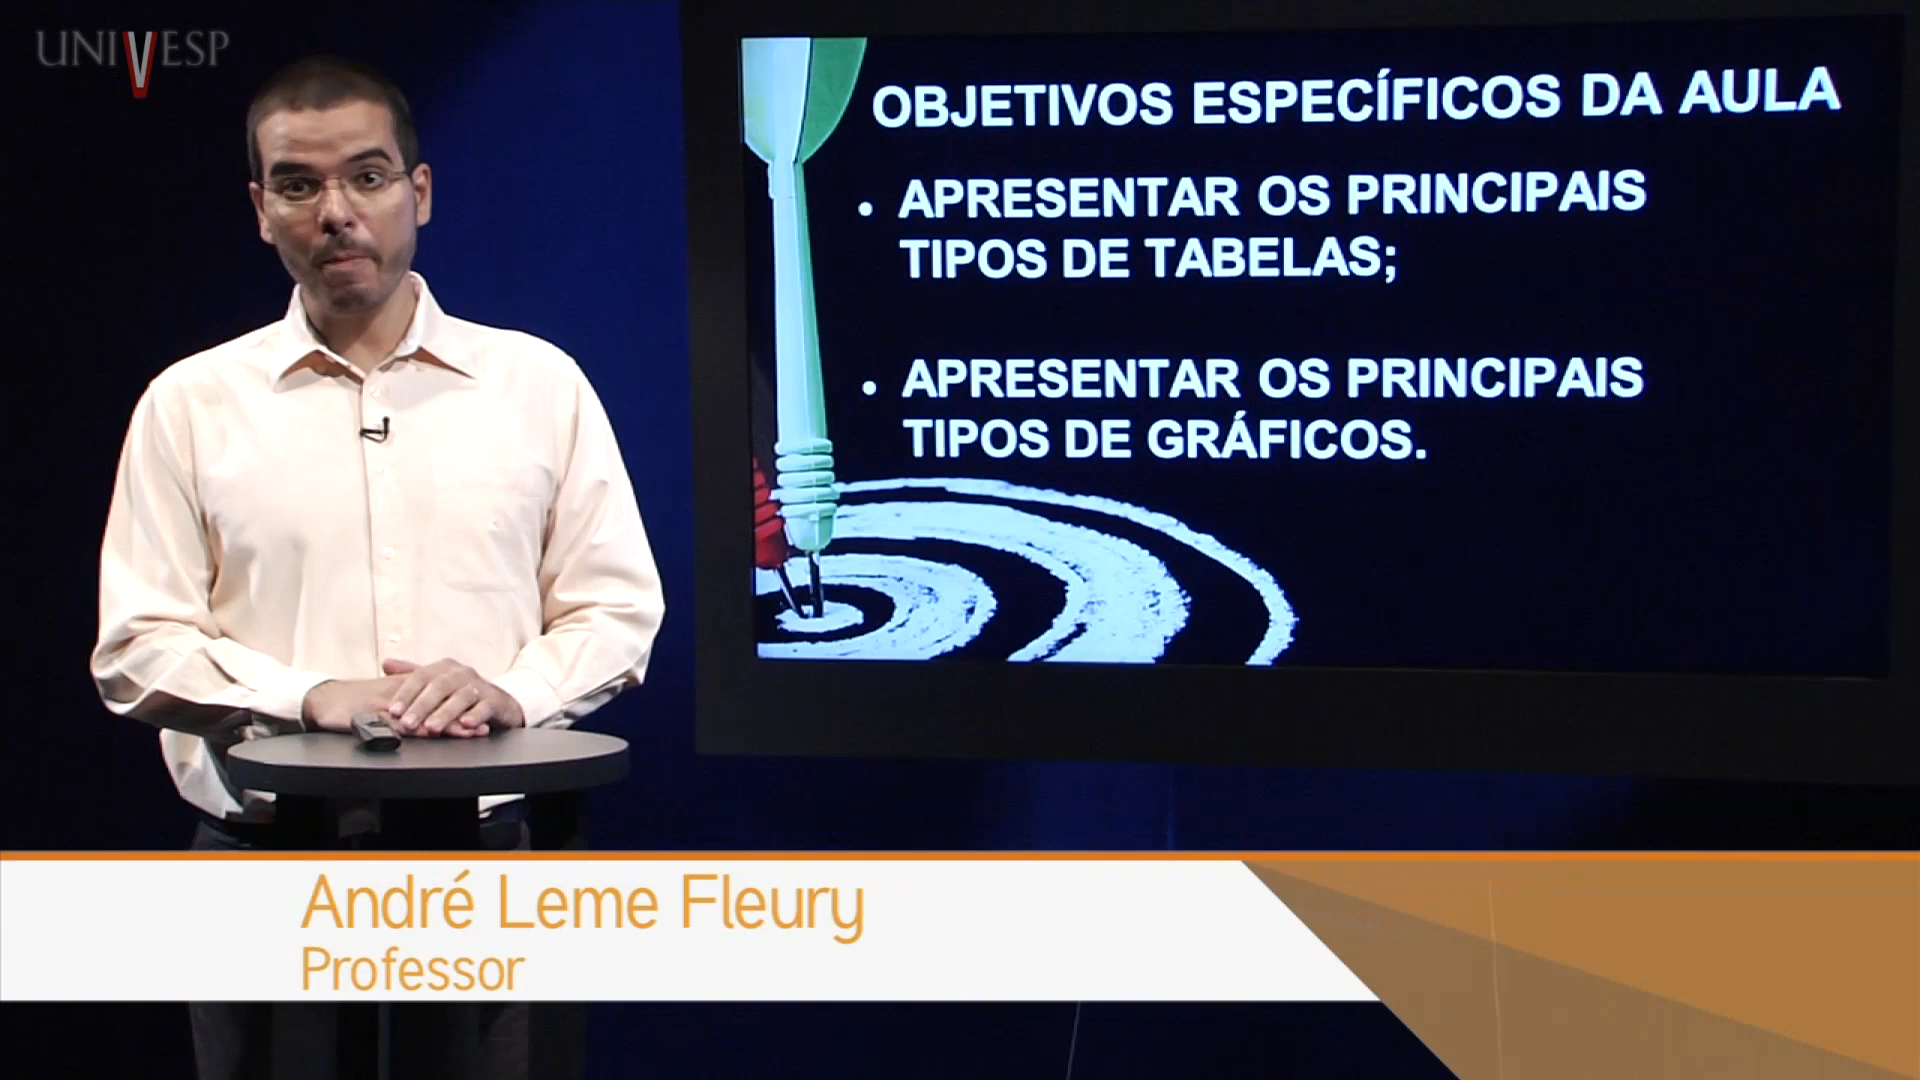 UNIVESP
OBJETIVOS ESPECÍFICOS DA AULA
• APRESENTAR OS PRINCIPAIS
TIPOS DE TABELAS;
• APRESENTAR OS PRINCIPAIS
TIPOS DE GRÁFICOS.
André Leme Fleury
Professor